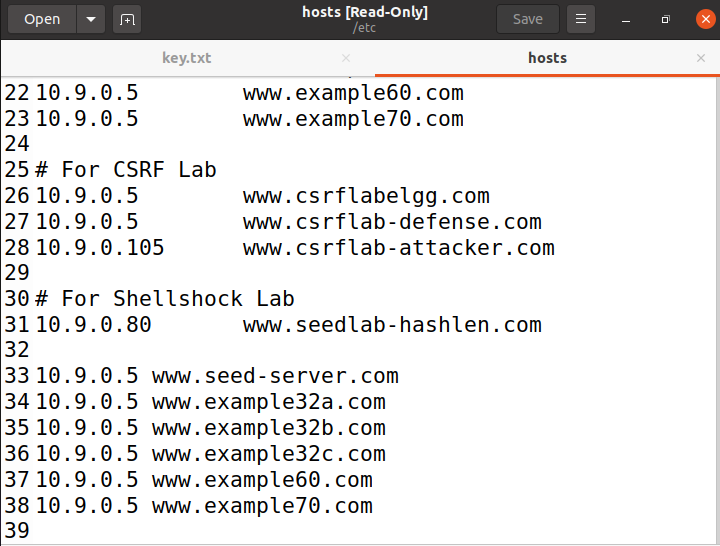 Open
hosts [Read-Only]
/etc
Save
key.txt
hosts
22 10.9.0.5 www.example60.com
23 10.9.0.5 www.example70.com
24
25 # For CSRF Lab
26 10.9.0.5 www.csrflabelgg.com
27 10.9.0.5 www.csrflab-defense.com
28 10.9.0.105 www.csrflab-attacker.com
29
30 # For Shellshock Lab
31 10.9.0.80 www.seedlab-hashlen.com
32
33 10.9.0.5 www.seed-server.com
34 10.9.0.5 www.example32a.com
35 10.9.0.5 www.example32b.com
36 10.9.0.5 www.example32c.com
37 10.9.0.5 www.example60.com
38 10.9.0.5 www.example70.com
39